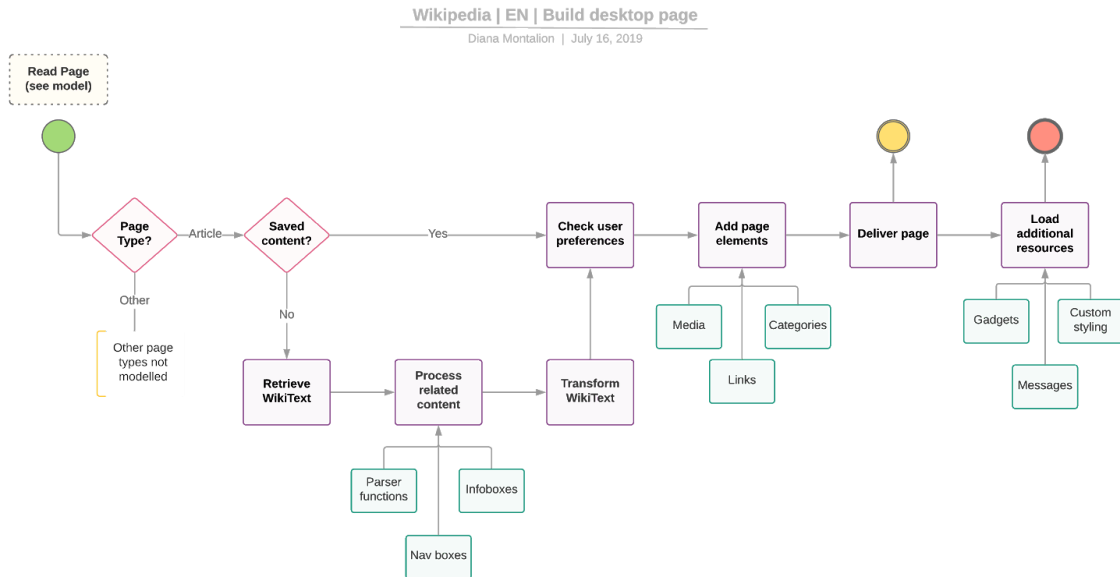 Wikipedia | EN | Build desktop page
Diana Montalion | July 16, 2019
Read Page
(see model)
Page
Type?
Article
Saved
content?
Yes
Check user
preferences
Add page
elements
Deliver page
Load
additional
resources
Other
No
Media
Categories
Gadgets
Custom
styling
Other page
types not
modelled
Links
Messages
Retrieve
WikiText
Process
related
content
Transform
WikiText
Parser
functions
Infoboxes
Nav boxes